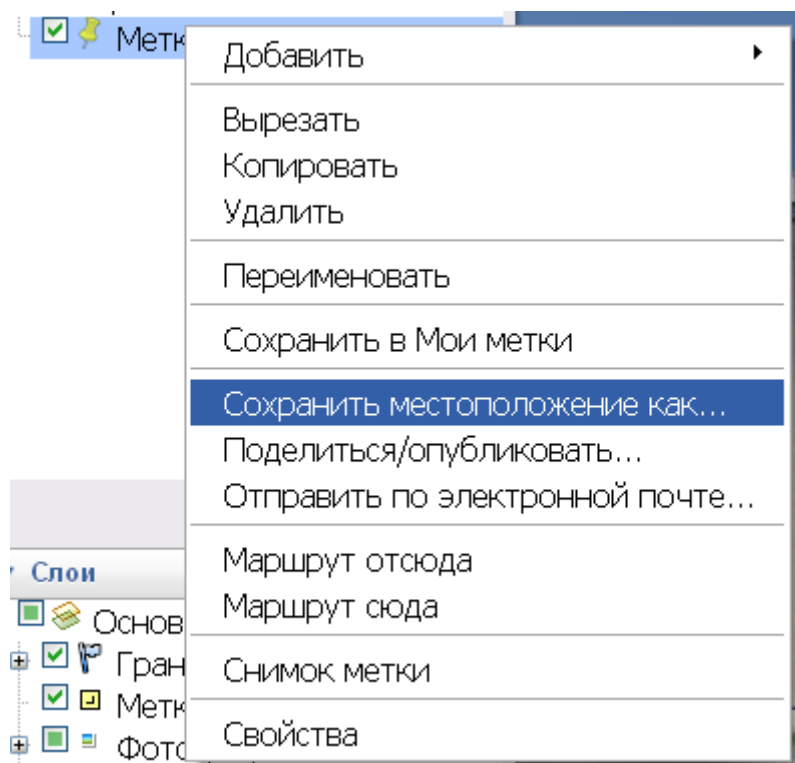 Добавить
Вырезать
Копировать
Удалить
Переименовать
Сохранить в Мои метки
Сохранить местоположение как...
Поделиться/опубликовать...
Отправить по электронной почте...
Маршрут отсюда
Маршрут сюда
Снимок метки
Свойства
Слои